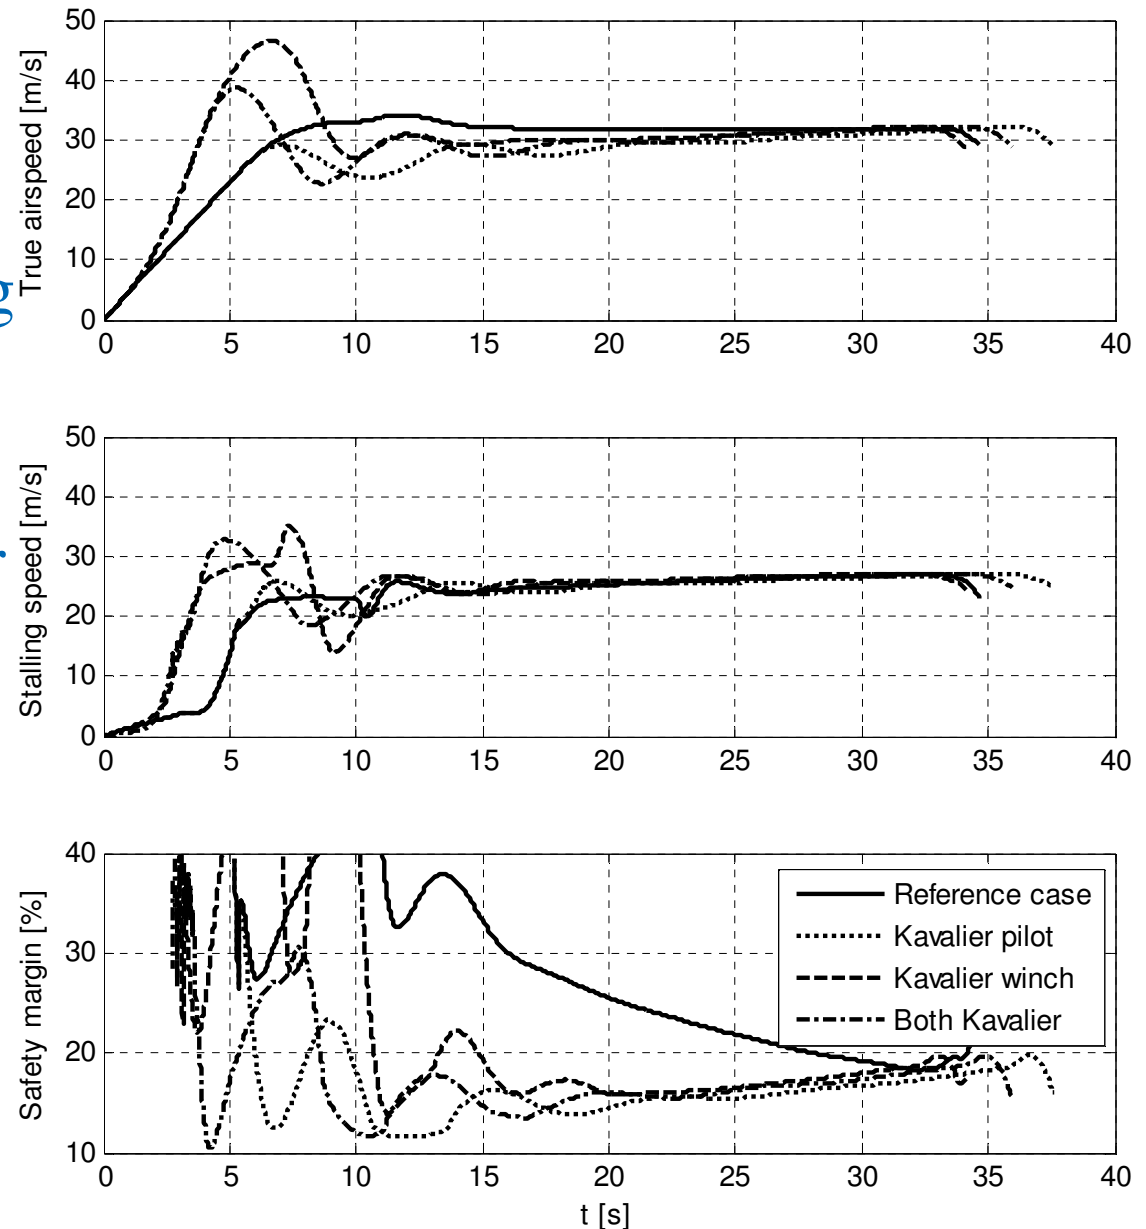 50
40
30
20
10
0
True airspeed [m/s]
0 5 10 15 20 25 30 35 40
50
40
30
20
10
0
Stalling speed [m/s]
0 5 10 15 20 25 30 35 40
40
30
20
10
Safety margin [%]
Reference case
Kavalier pilot
Kavalier winch
Both Kavalier
0 5 10 15 20 25 30 35 40
t [s]